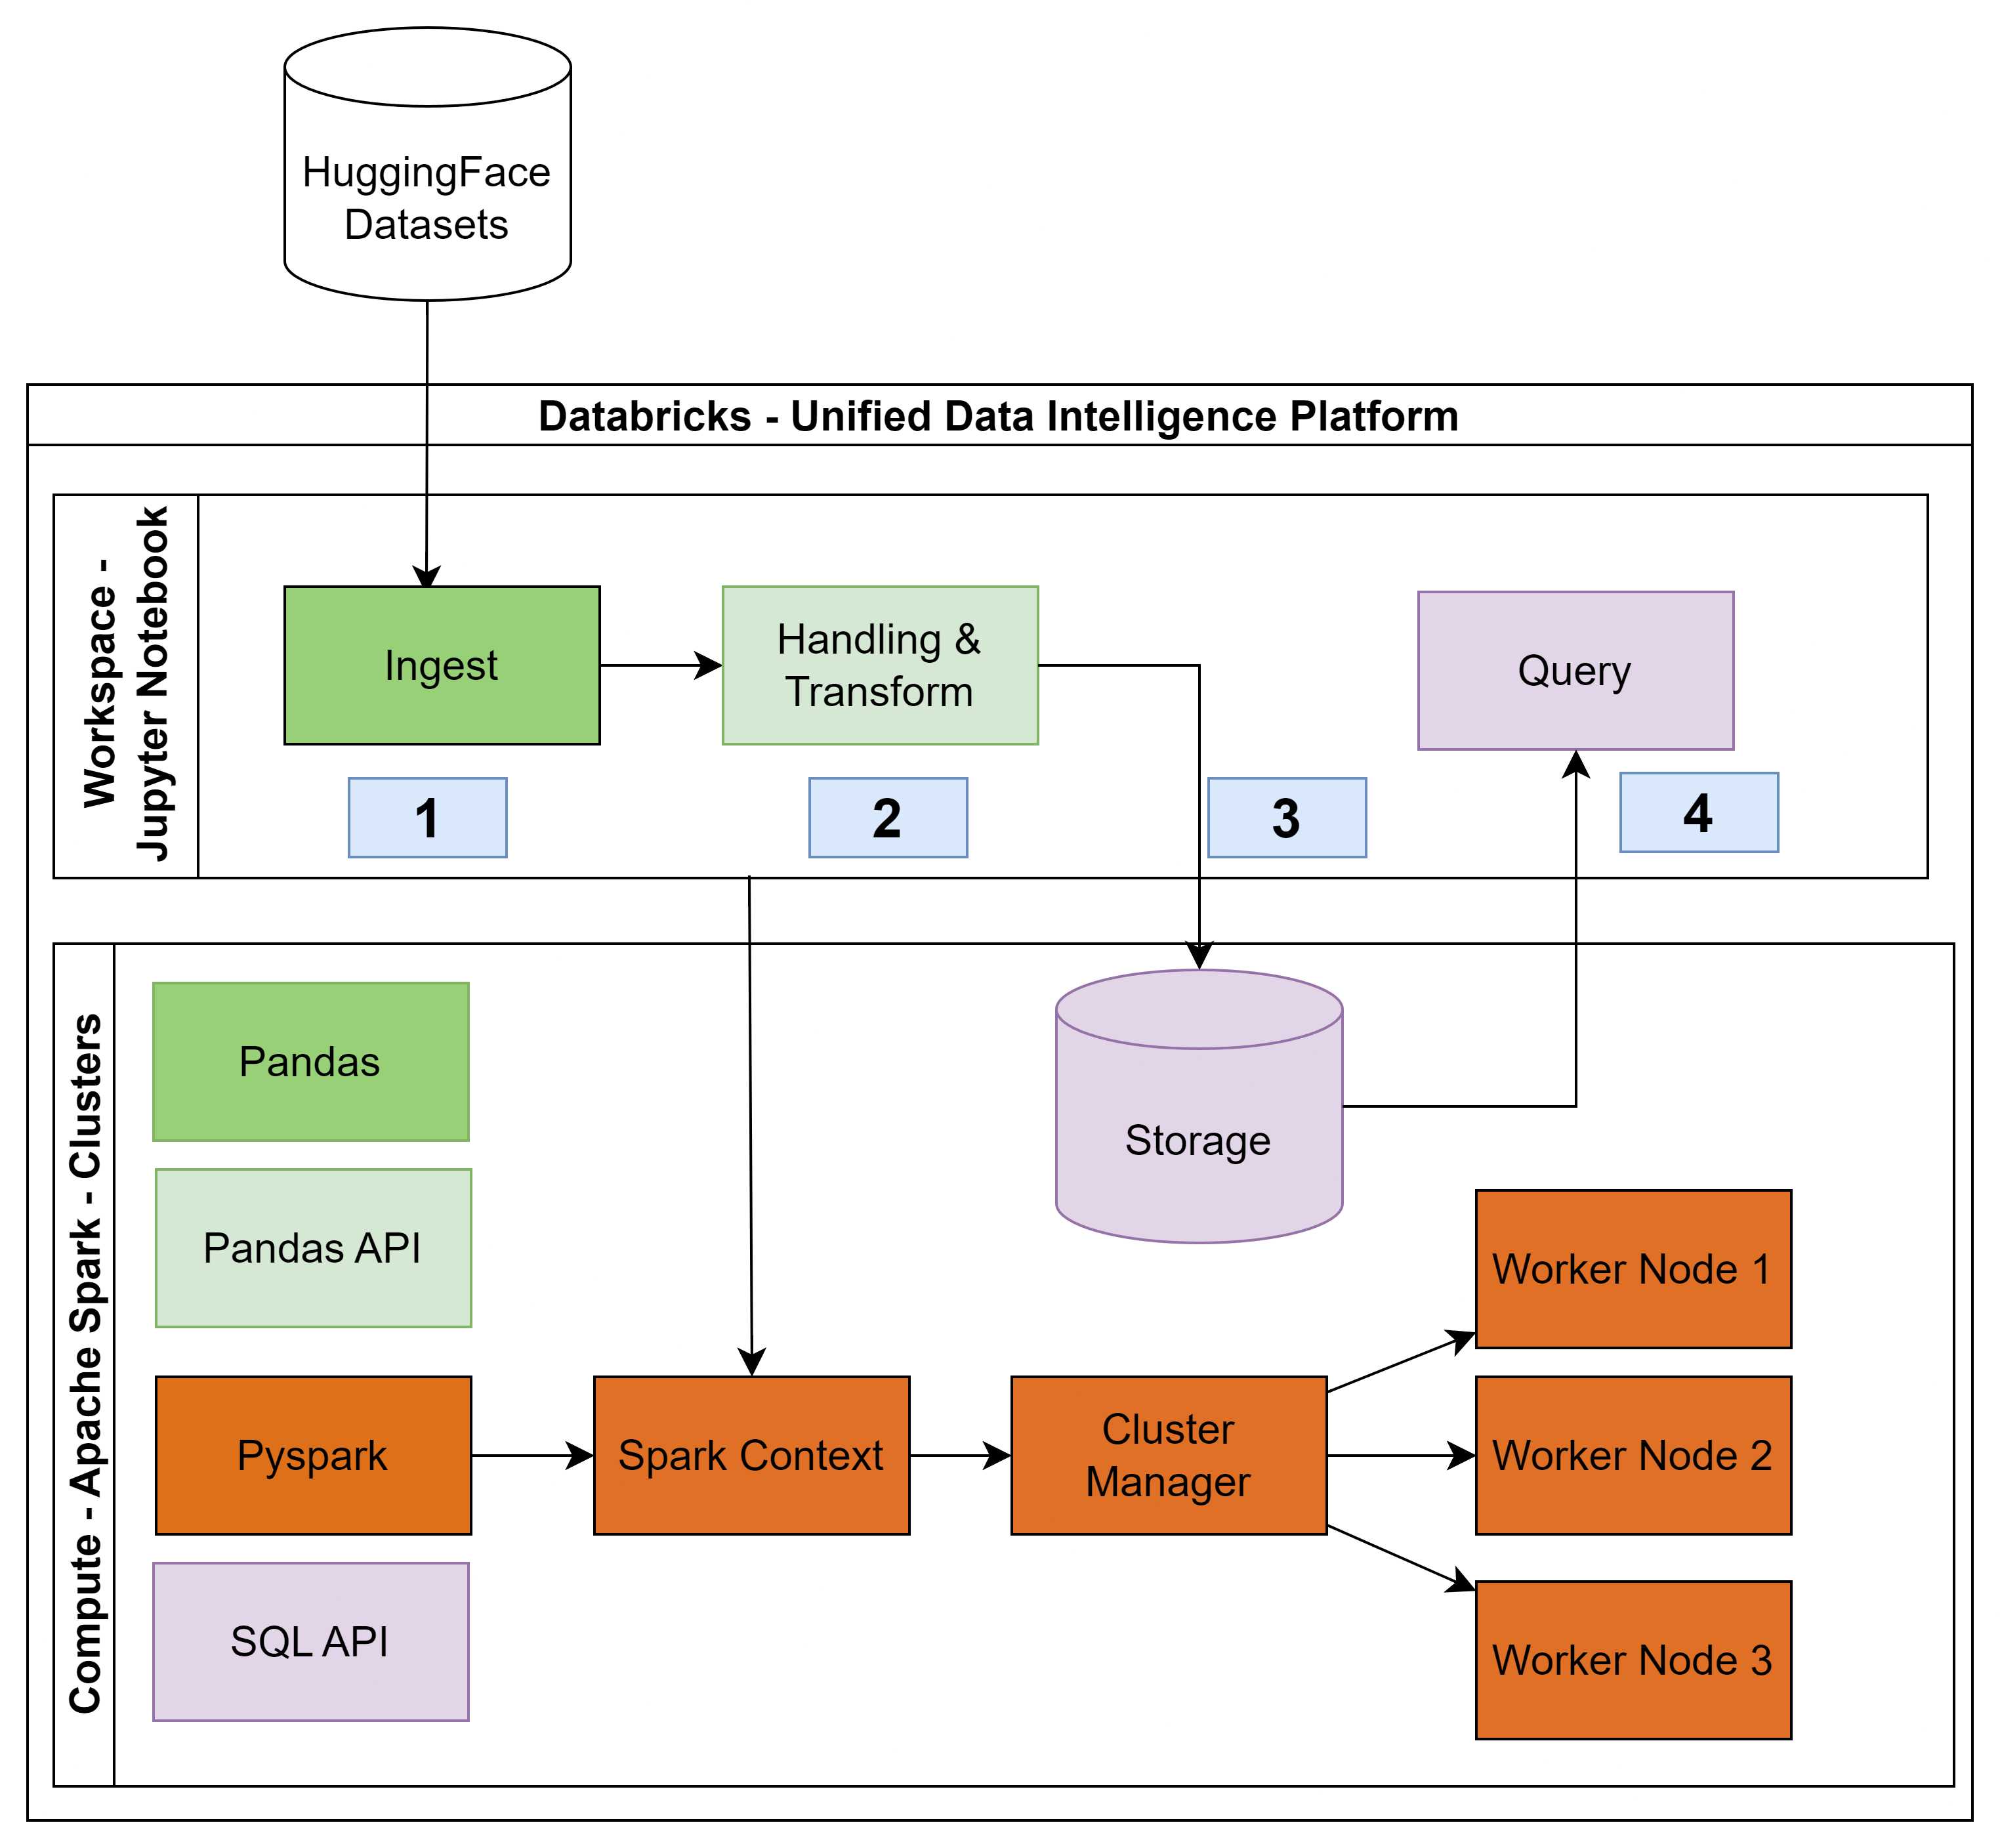 HuggingFace
Datasets
Databricks - Unified Data Intelligence Platform
Workspace -
Jupyter Notebook
Ingest
Handling &
Transform
Query
1
2
3
4
Compute - Apache Spark - Clusters
Pandas
Storage
Pandas API
Worker Node 1
Pyspark
Spark Context
Cluster
Manager
Worker Node 2
SQL API
Worker Node 3